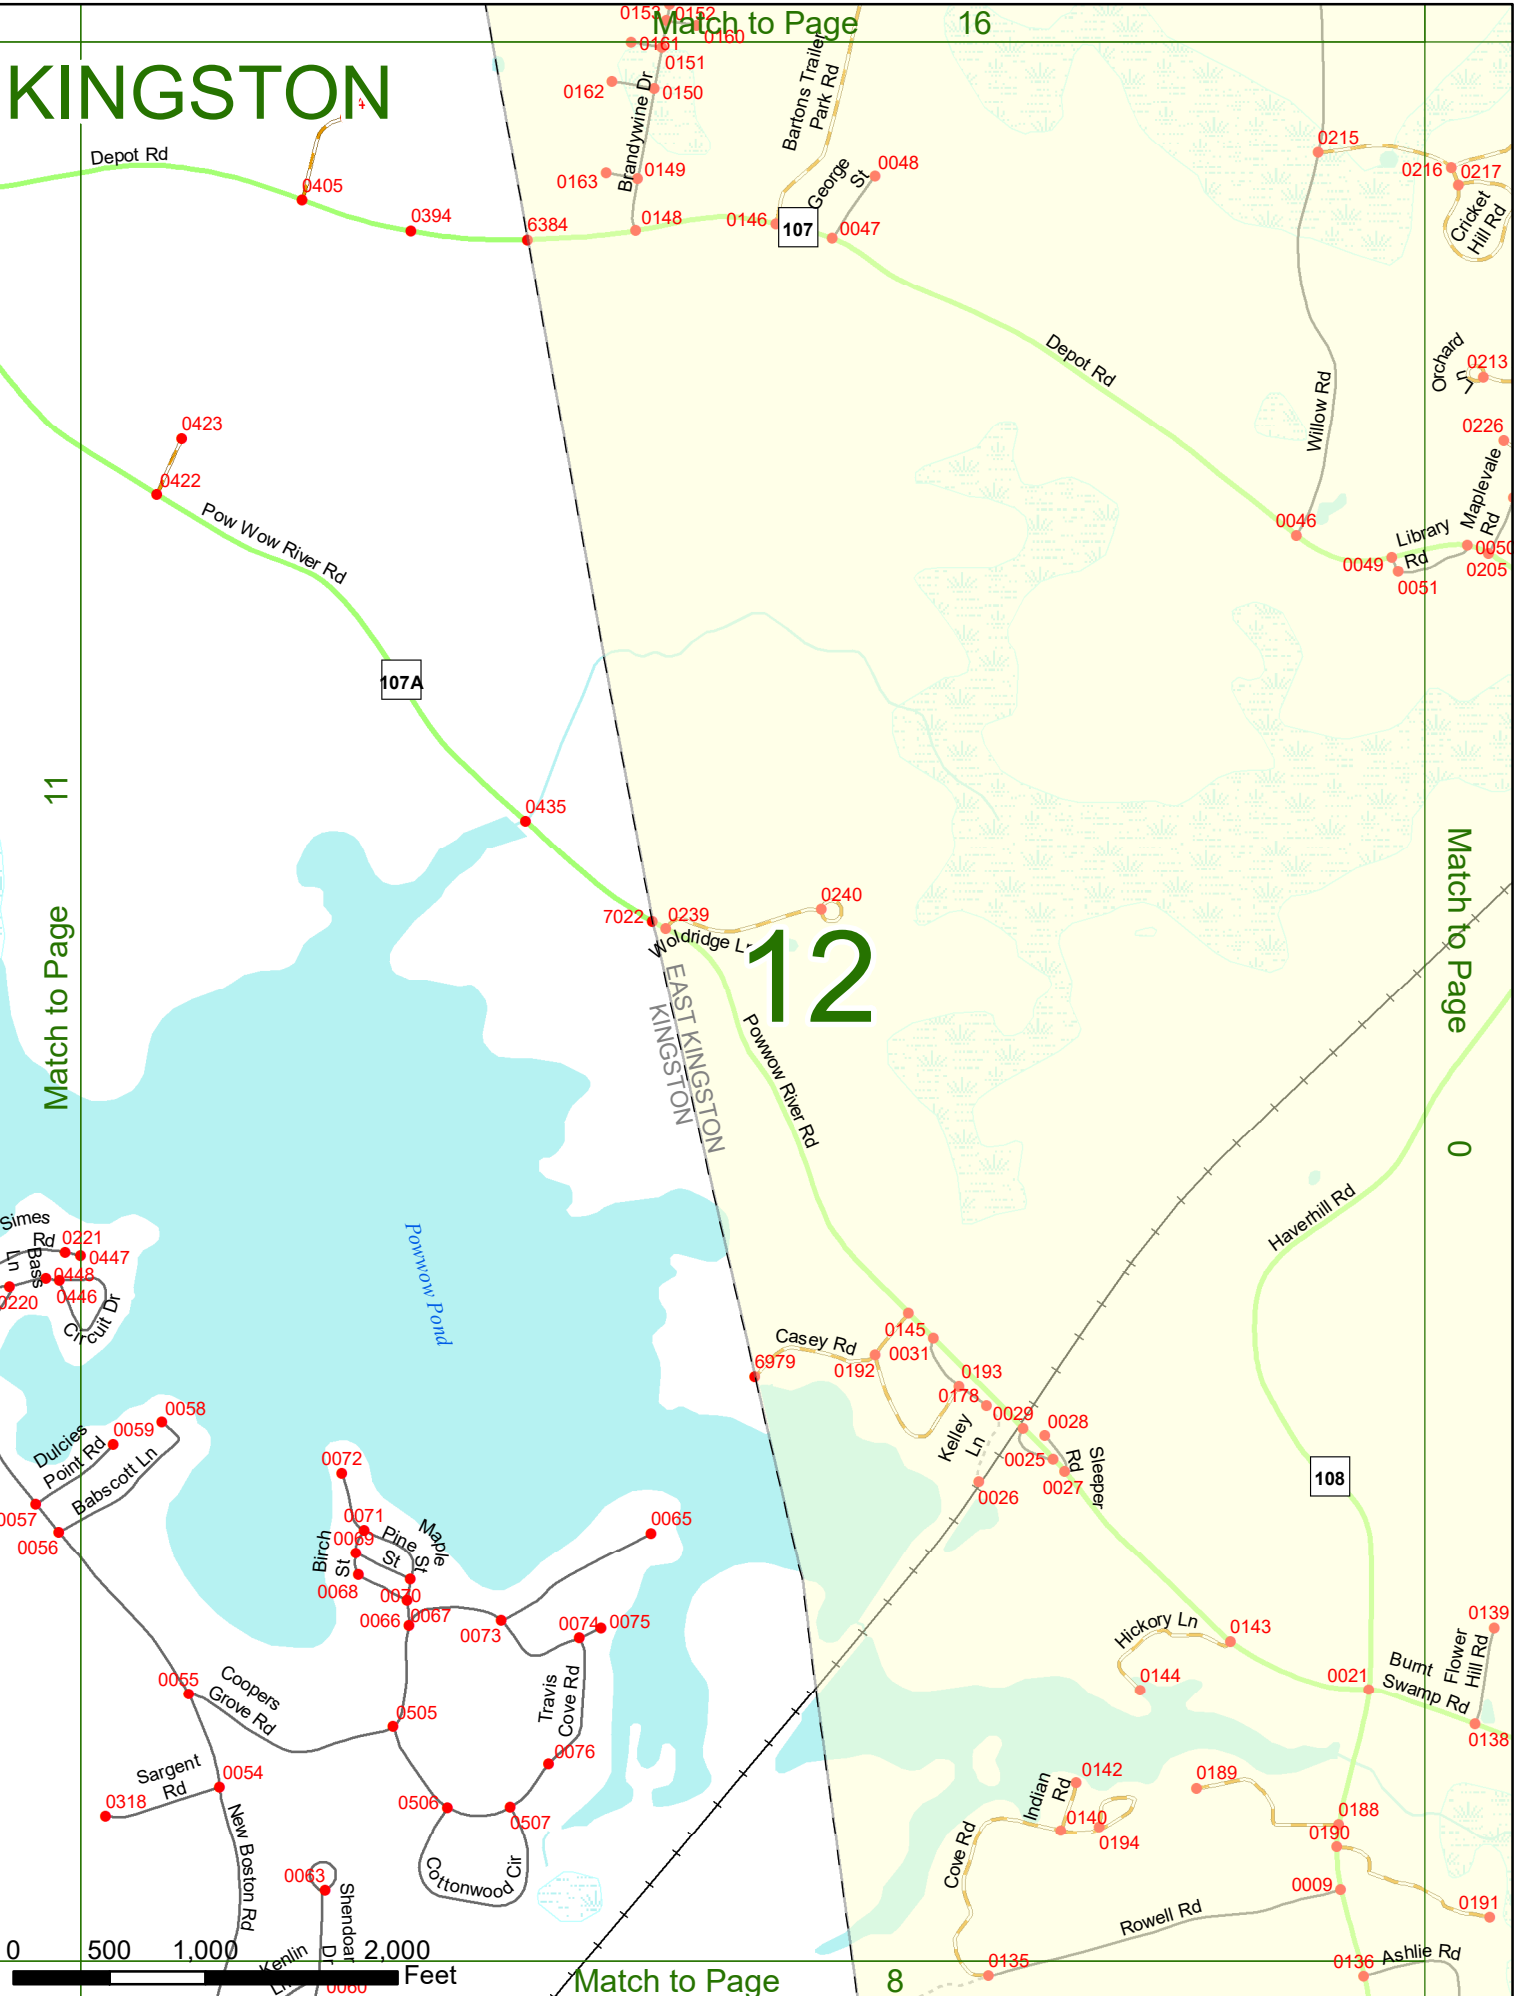 0153
0152
Match to Page
16
0160
0161
0151
KINGSTON
0162
0150
Brandywine Dr
Bartons Trailer
Park Rd
Depot Rd
0405
0163
0149
George
St
0048
0215
0216
0217
Cricket
Hill Rd
0394
6384
0148
0146
107
0047
Depot Rd
Willow Rd
Orchard
Ln
0213
0423
0422
0226
Maplevale
Rd
Pow Wow River Rd
0046
Library
Rd
0049
0051
0050
0205
107A
11
Match to Page
0435
Match to Page
0
7022
0239
0240
Woldridge
12
EAST KINGSTON
KINGSTON
Powwow River Rd
Haverhill Rd
Simes
Rd
0221
0447
Bass
Ln
0448
0446
0220
Circuit Dr
Powwow Pond
Casey Rd
0145
0031
0192
6979
0193
0178
Kelley
Ln
0029
0028
0025
0027
0026
Sleeper
Rd
108
0058
0059
Dulcies
Point Rd
Babscott Ln
0057
0056
0072
0071
0069
Pine
St
Maple
St
Birch
St
0068
0070
0066
0067
0065
0073
0074
0075
Hickory Ln
0143
0144
0021
Burnt
Swamp Rd
Flower
Hill Rd
0139
0138
0055
Coopers
Grove Rd
0505
Travis
Cove Rd
0076
Sargent
Rd
0054
0318
0506
0507
Cottonwood Cir
New Boston Rd
0063
Shendoar
Dr
Indian
Rd
0142
0140
0194
0189
0188
0190
0009
0191
Cove Rd
Rowell Rd
0135
0136
Ashlie Rd
0
500
1,000
2,000
Feet
Kenlin
Ln
0060
Match to Page
8